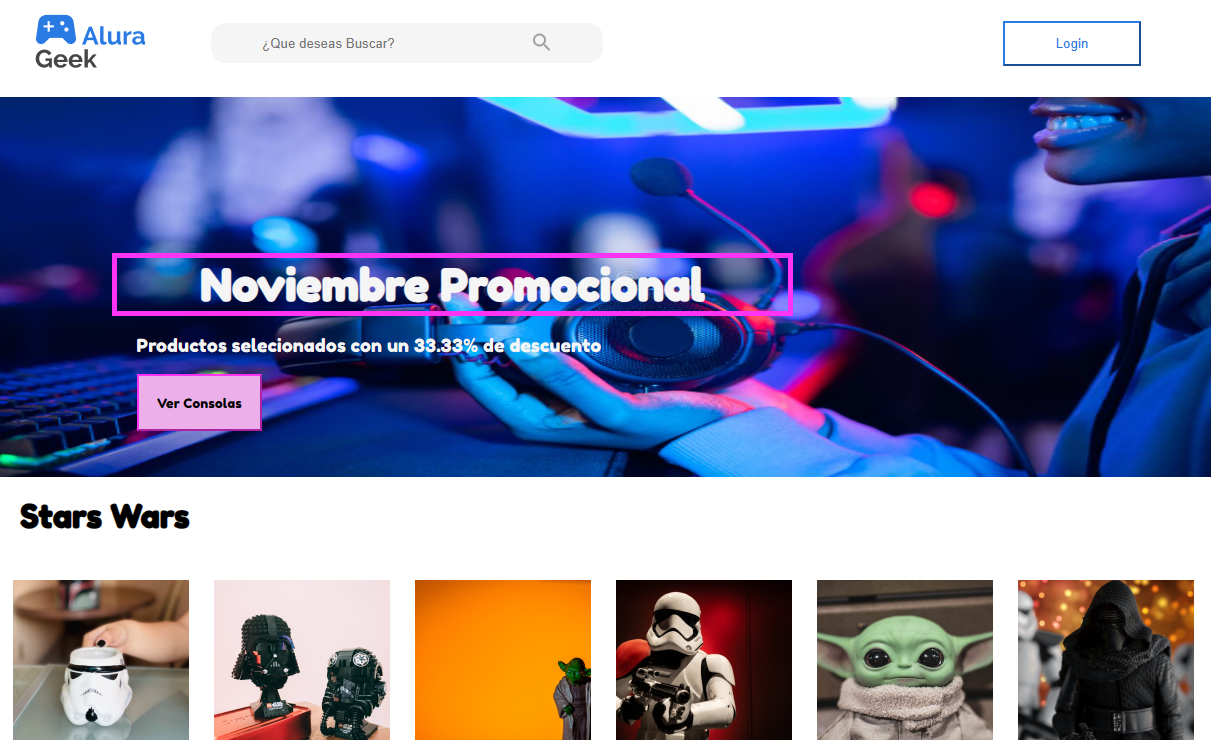 Alura
Geek
¿Que deseas Buscar?
Login
Noviembre Promocional
Productos selecionados con un 33.33% de descuento
Ver Consolas
Stars Wars